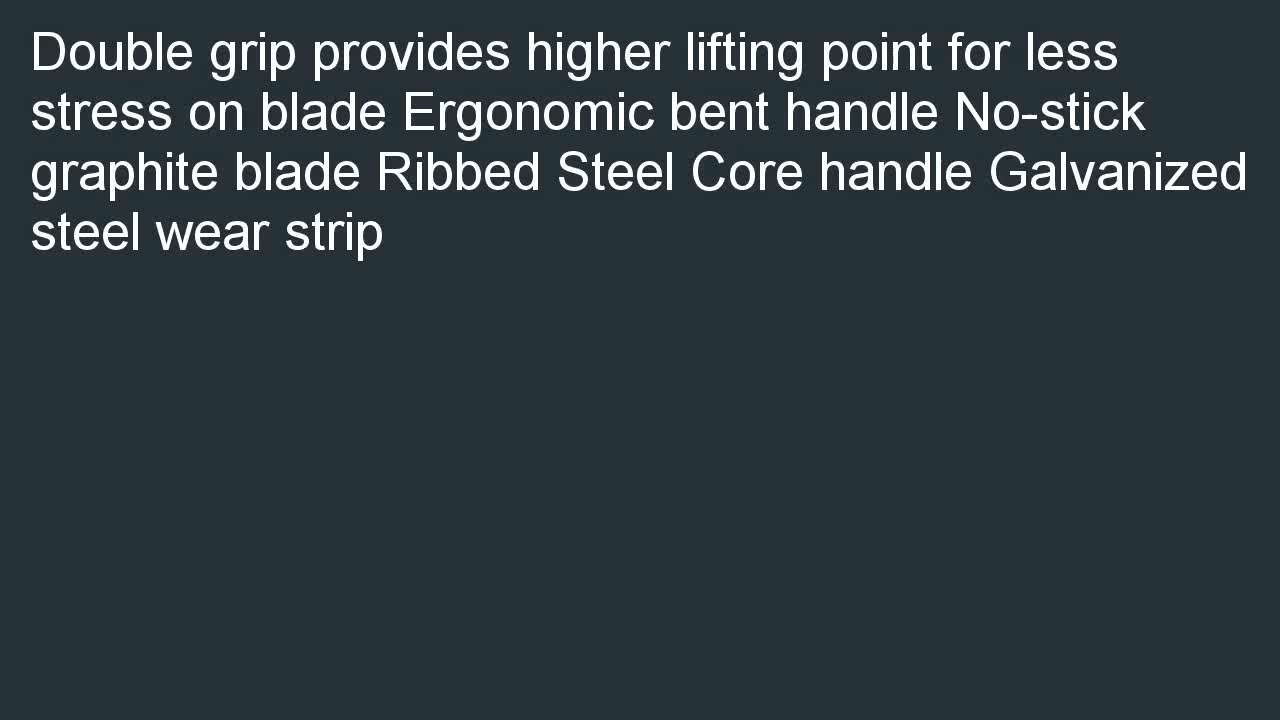 Double grip provides higher lifting point for less
stress on blade Ergonomic bent handle No-stick
graphite blade Ribbed Steel Core handle Galvanized
steel wear strip